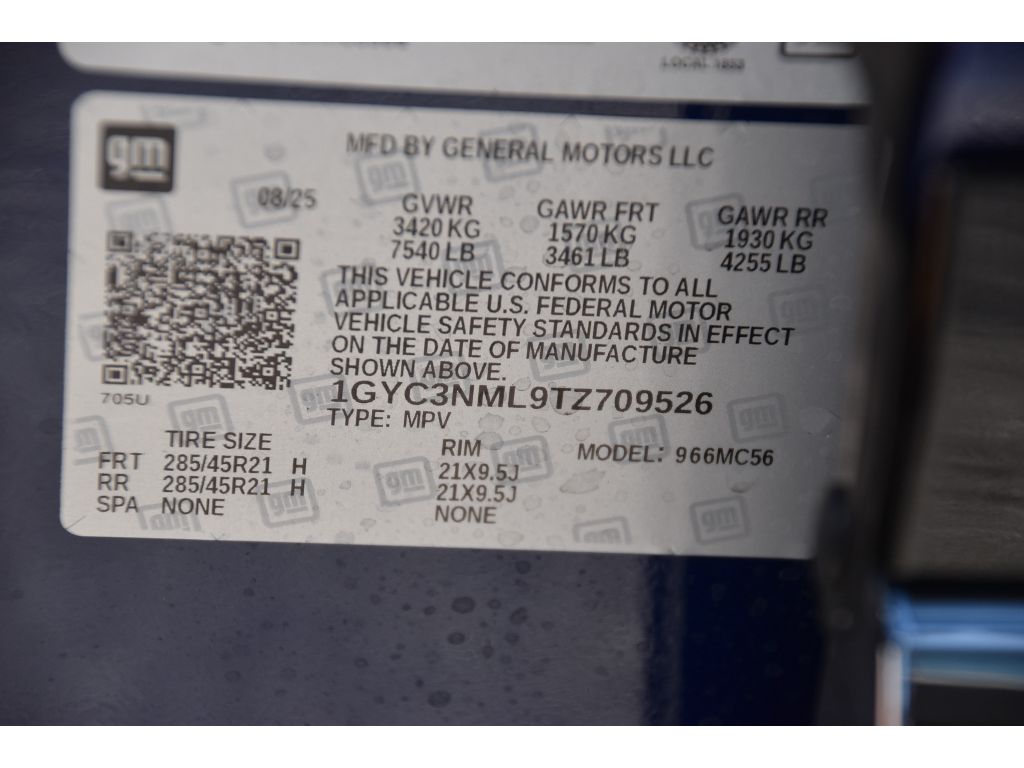 LOCAL 1853
gm
MFD BY GENERAL MOTORS LLC
08/25
GVWR GAWR FRT GAWR RR
3420 KG 1570 KG 1930 KG
7540 LB 3461 LB 4255 LB
THIS VEHICLE CONFORMS TO ALL
APPLICABLE U.S. FEDERAL MOTOR
VEHICLE SAFETY STANDARDS IN EFFECT
ON THE DATE OF MANUFACTURE
SHOWN ABOVE.
1GYC3NML9TZ709526
705U
TYPE: MPV
TIRE SIZE RIM MODEL: 966MC56
FRT 285/45R21 H 21X9.5J
RR 285/45R21 H 21X9.5J
SPA NONE NONE